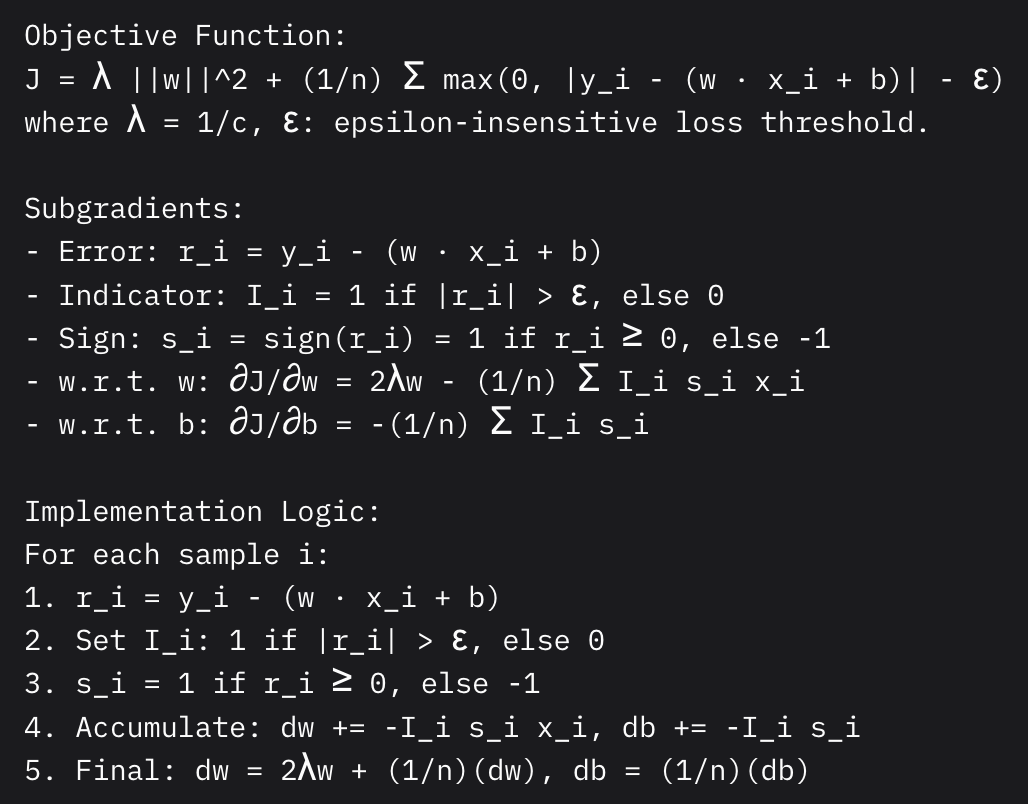 Objective Function:
J = λ ||w||^2 + (1/n) Σ max(0, |y_i - (w · x_i + b)| - ε)
where λ = 1/c, ε: epsilon-insensitive loss threshold.
Subgradients:
- Error: r_i = y_i - (w · x_i + b)
- Indicator: I_i = 1 if |r_i| > ε, else 0
- Sign: s_i = sign(r_i) = 1 if r_i ≥ 0, else -1
- w.r.t. w: ∂J/∂w = 2λw - (1/n) Σ I_i s_i x_i
- w.r.t. b: ∂J/∂b = -(1/n) Σ I_i s_i
Implementation Logic:
For each sample i:
1. r_i = y_i - (w · x_i + b)
2. Set I_i: 1 if |r_i| > ε, else 0
3. s_i = 1 if r_i ≥ 0, else -1
4. Accumulate: dw += -I_i s_i x_i, db += -I_i s_i
5. Final: dw = 2λw + (1/n)(dw), db = (1/n)(db)